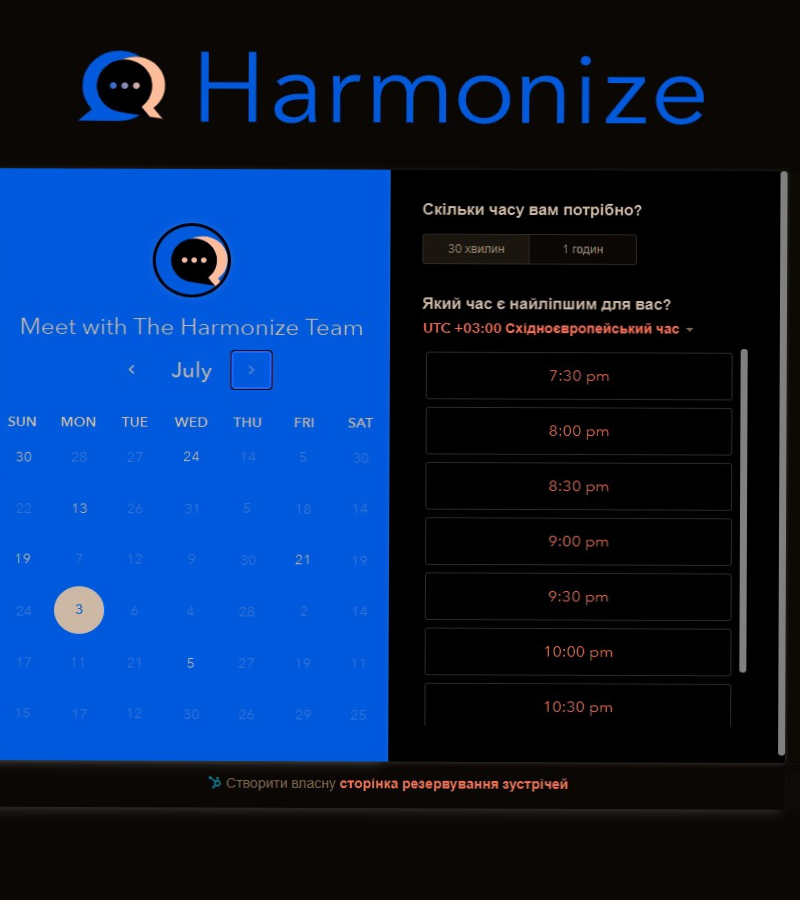 Harmonize
Meet with The Harmonize Team
July
SUN MON TUE WED THU FRI SAT
30 28 27 24 14 5 30
22 13 26 31 5 18 14
19 7 12 9 30 21 19
24 3 6 4 28 2 14
17 11 21 5 27 19 11
15 17 12 30 26 29 25
Скільки часу вам потрібно?
30 хвилин 1 годин
Який час є найліпшим для вас?
UTC +03:00 Східноєвропейський час
7:30 pm
8:00 pm
8:30 pm
9:00 pm
9:30 pm
10:00 pm
10:30 pm
Створити власну сторінка резервування зустрічей